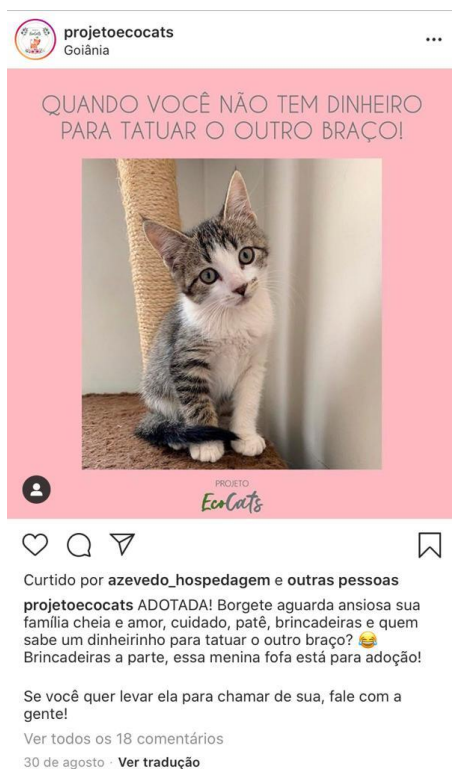 projetoecocats
Goiânia
QUANDO VOCÊ NÃO TEM DINHEIRO
PARA TATUAR O OUTRO BRAÇO!
PROJETO
EcoCats
Curtido por azevedo_hospedagem e outras pessoas
projetoecocats ADOTADA! Borgete aguarda ansiosa sua
família cheia e amor, cuidado, patê, brincadeiras e quem
sabe um dinheirinho para tatuar o outro braço? 😂
Brincadeiras a parte, essa menina fofa está para adoção!
Se você quer levar ela para chamar de sua, fale com a
gente!
Ver todos os 18 comentários
30 de agosto · Ver tradução